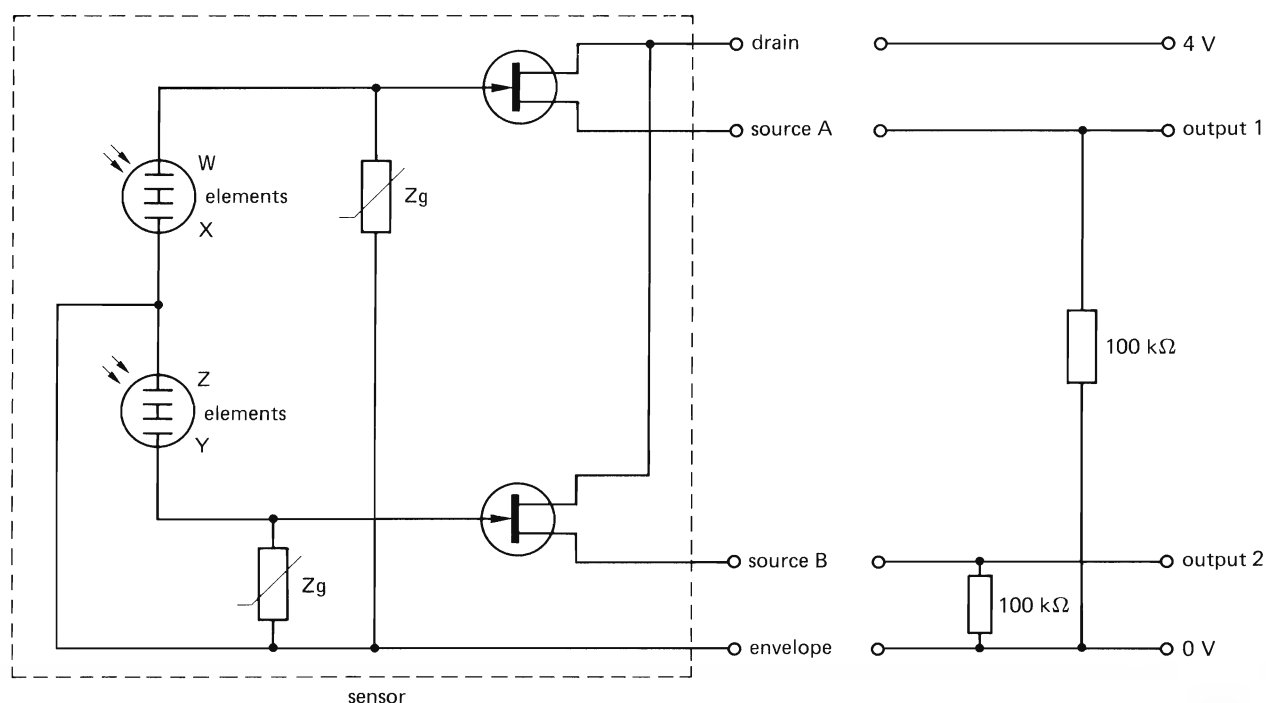 drain
4 V
source A
output 1
W
elements
X
Zg
100 kΩ
Z
elements
Y
Zg
source B
output 2
100 kΩ
envelope
0 V
sensor